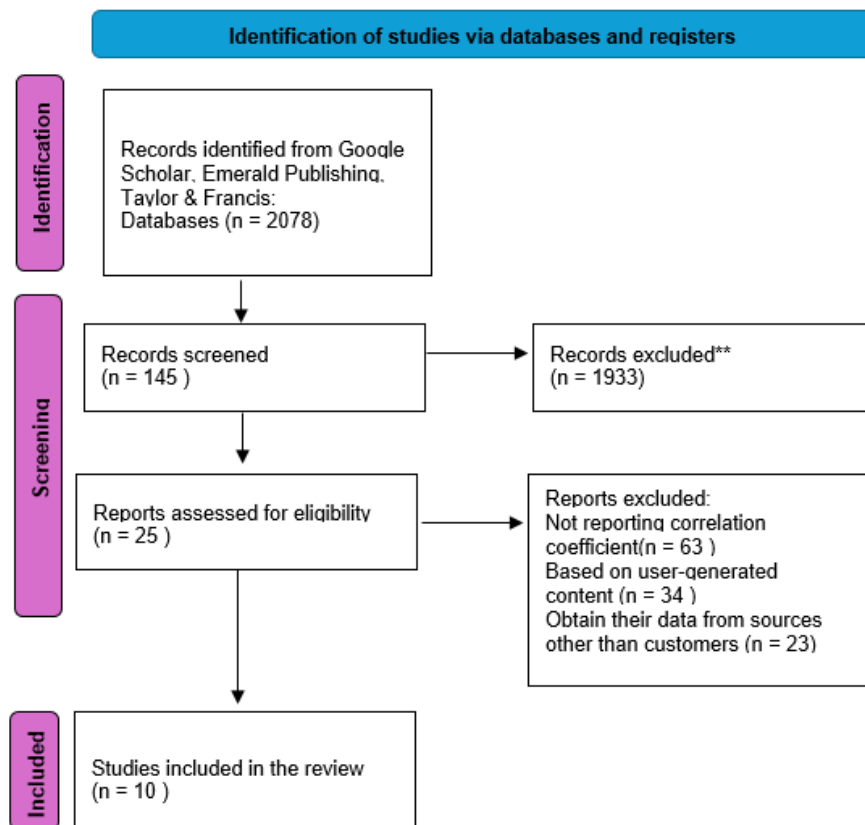 Identification of studies via databases and registers
Identification
Records identified from Google
Scholar, Emerald Publishing,
Taylor & Francis:
Databases (n = 2078)
Screening
Records screened
(n = 145 )
Records excluded**
(n = 1933)
Reports assessed for eligibility
(n = 25 )
Reports excluded:
Not reporting correlation
coefficient(n = 63 )
Based on user-generated
content (n = 34 )
Obtain their data from sources
other than customers (n = 23)
Included
Studies included in the review
(n = 10 )